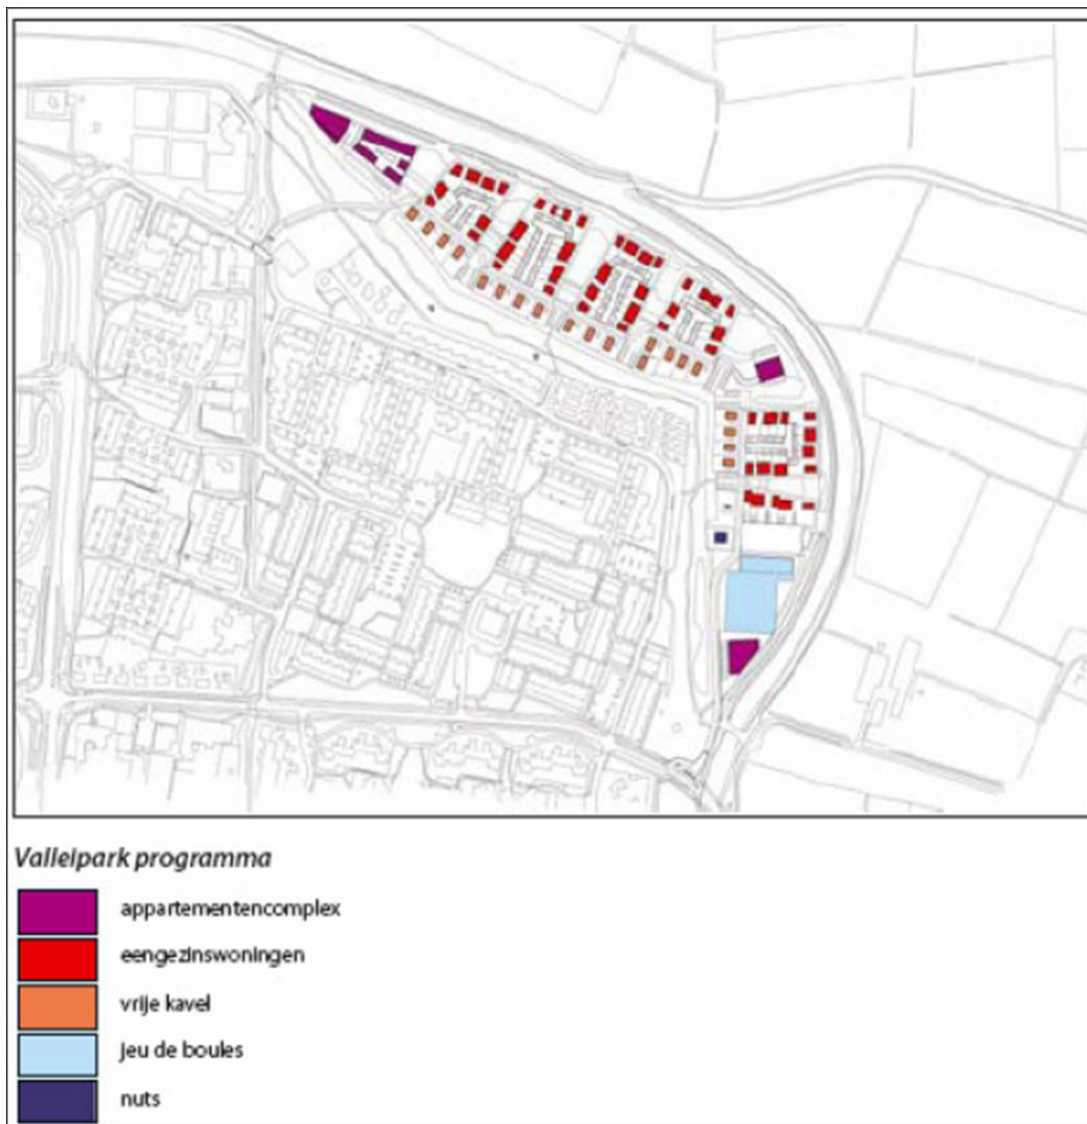 Valleipark programma
appartementencomplex
eengezinswoningen
vrije kavel
jeu de boules
nuts